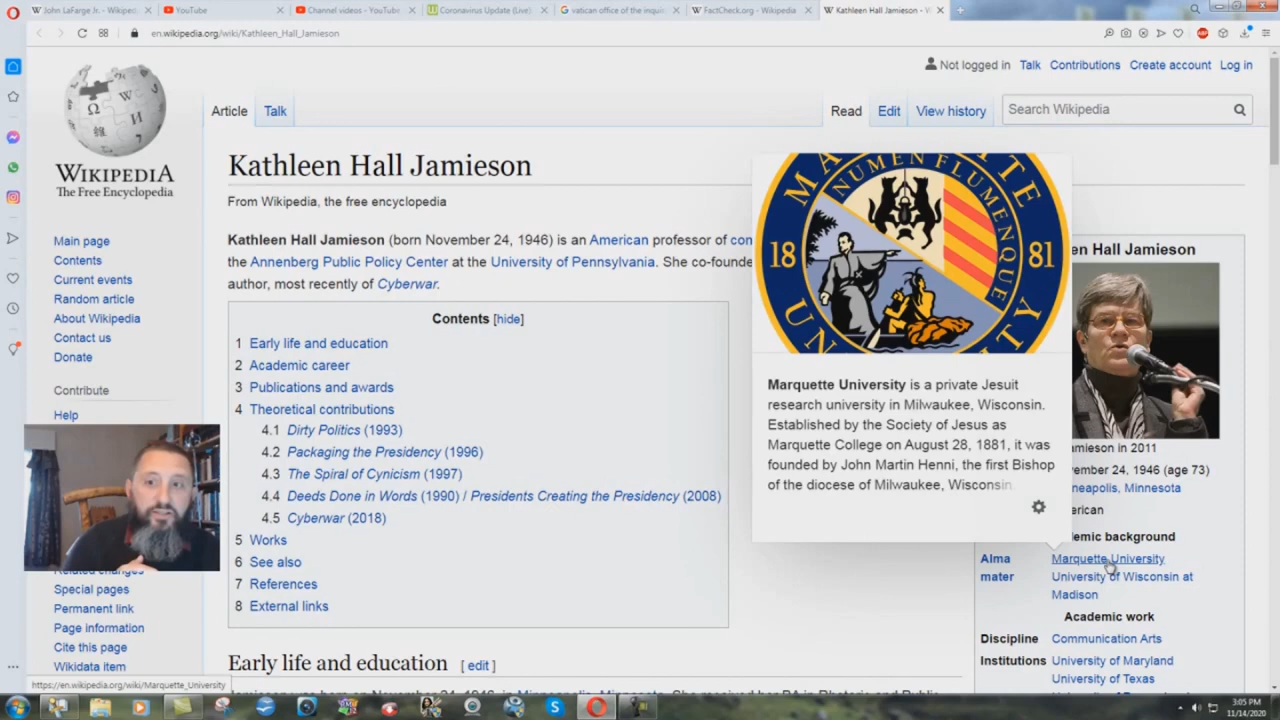 John LaFarge Jr. - Wikiped
YouTube
Channel videos - YouTube
Coronavirus Update (Live)
vatican office of the inquis
FactCheck.org - Wikipedia
Kathleen Hall Jamieson - W
en.wikipedia.org/wiki/Kathleen_Hall_Jamieson
Not logged in Talk Contributions Create account Log in
Article Talk Read Edit View history Search Wikipedia
WIKIPEDIA
The Free Encyclopedia
Main page
Contents
Current events
Random article
About Wikipedia
Contact us
Donate
Contribute
Help
Related changes
Special pages
Permanent link
Page information
Cite this page
Wikidata item
Kathleen Hall Jamieson
From Wikipedia, the free encyclopedia
Kathleen Hall Jamieson (born November 24, 1946) is an American professor of con
the Annenberg Public Policy Center at the University of Pennsylvania. She co-founde
author, most recently of Cyberwar.
Contents [hide]
1 Early life and education
2 Academic career
3 Publications and awards
4 Theoretical contributions
4.1 Dirty Politics (1993)
4.2 Packaging the Presidency (1996)
4.3 The Spiral of Cynicism (1997)
4.4 Deeds Done in Words (1990) / Presidents Creating the Presidency (2008)
4.5 Cyberwar (2018)
5 Works
6 See also
7 References
8 External links
Early life and education [ edit ]
NUMEN FLUMENQUE
18 81
Marquette University is a private Jesuit
research university in Milwaukee, Wisconsin.
Established by the Society of Jesus as
Marquette College on August 28, 1881, it was
founded by John Martin Henni, the first Bishop
of the diocese of Milwaukee, Wisconsin.
en Hall Jamieson
amieson in 2011
vember 24, 1946 (age 73)
neapolis, Minnesota
erican
emic background
Alma mater
Marquette University
University of Wisconsin at
Madison
Academic work
Discipline Communication Arts
Institutions University of Maryland
University of Texas
https://en.wikipedia.org/wiki/Marquette_University
3:05 PM
11/14/2020